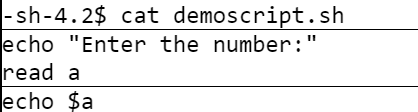 -sh-4.2$ cat demoscript.sh
echo "Enter the number:"
read a
echo $a